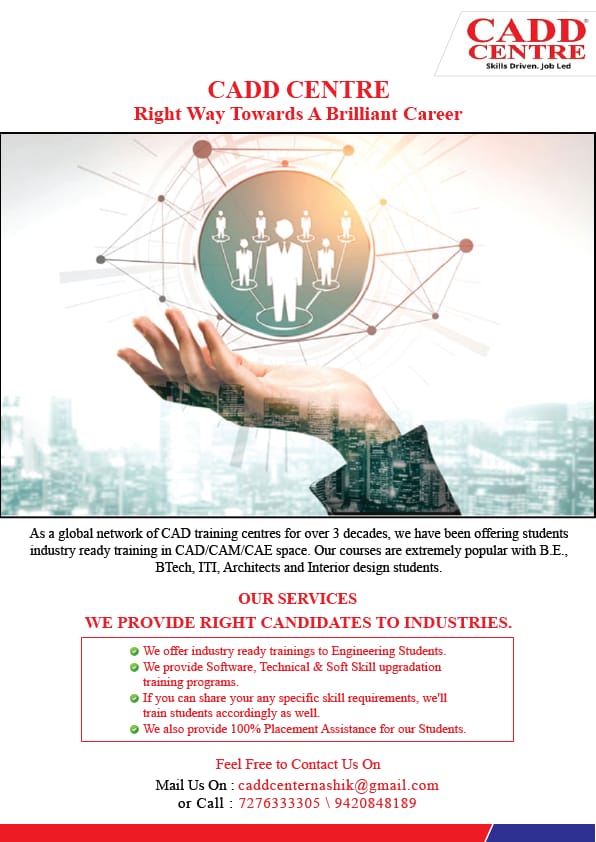 CADD®
CENTRE
Skills Driven. Job Led
CADD CENTRE
Right Way Towards A Brilliant Career
As a global network of CAD training centres for over 3 decades, we have been offering students
industry ready training in CAD/CAM/CAE space. Our courses are extremely popular with B.E.,
BTech, ITI, Architects and Interior design students.
OUR SERVICES
WE PROVIDE RIGHT CANDIDATES TO INDUSTRIES.
We offer industry ready trainings to Engineering Students.
We provide Software, Technical & Soft Skill upgradation
training programs.
If you can share your any specific skill requirements, we'll
train students accordingly as well.
We also provide 100% Placement Assistance for our Students.
Feel Free to Contact Us On
Mail Us On : caddcenternashik@gmail.com
or Call : 7276333305 \ 9420848189